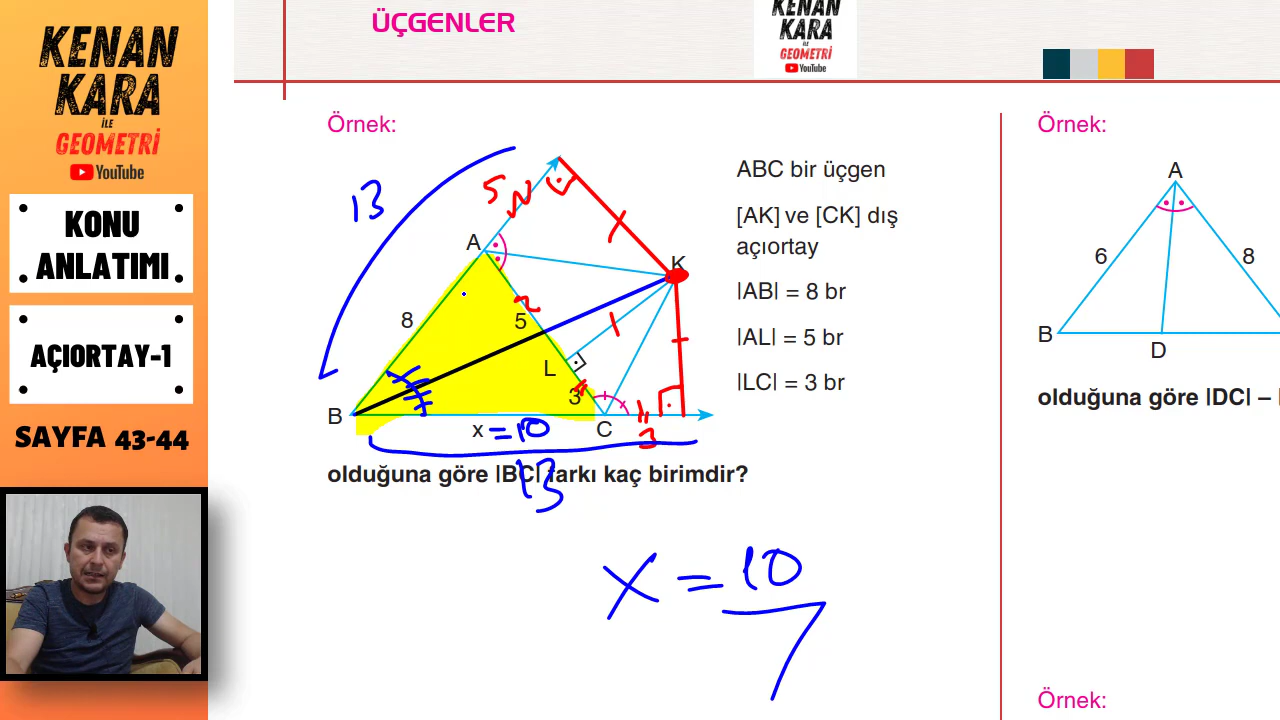 KENAN
KARA
İLE
GEOMETRİ
YouTube
KONU
ANLATIMI
AÇIORTAY-1
SAYFA 43-44
ÜÇGENLER
KENAN
KARA
İLE
GEOMETRİ
YouTube
Örnek:
13
5
A
K
8
5
L
3
B
x = 10
C
3
13
ABC bir üçgen
[AK] ve [CK] dış
açıortay
|AB| = 8 br
|AL| = 5 br
|LC| = 3 br
olduğuna göre |BC| farkı kaç birimdir?
x = 10
Örnek:
A
6
8
B
D
olduğuna göre |DC| –
Örnek: